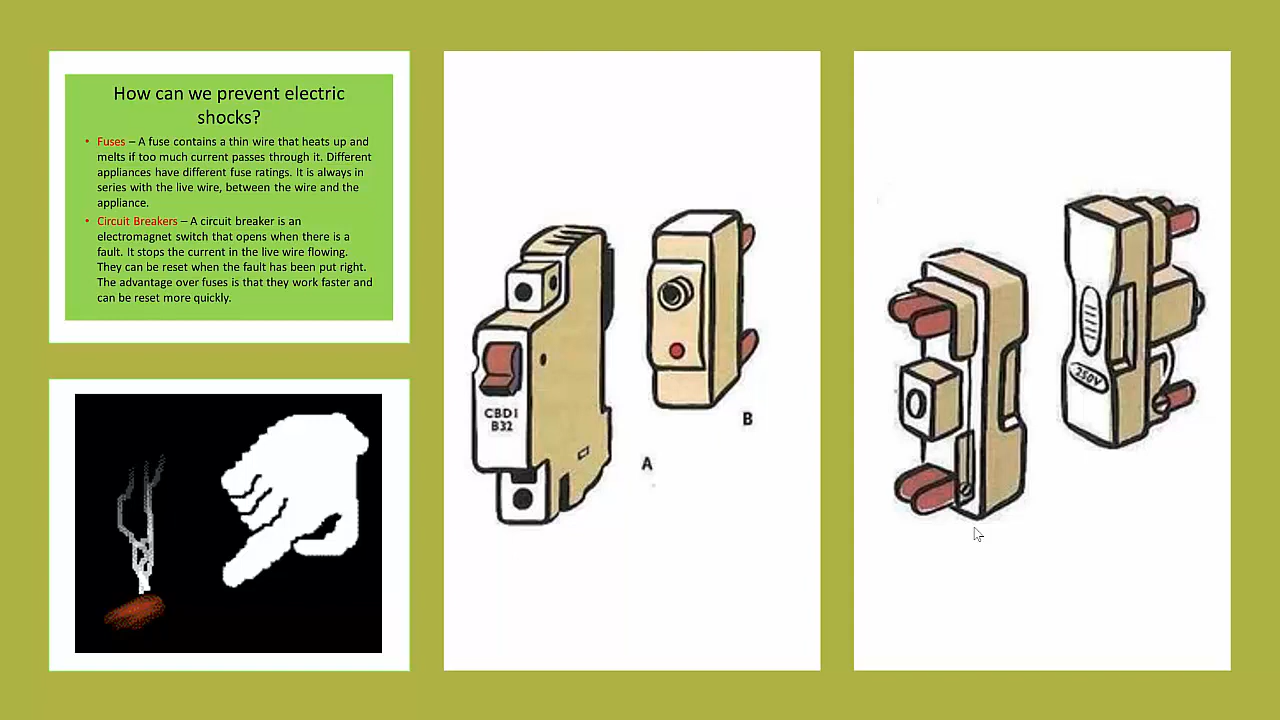 How can we prevent electric
shocks?
• Fuses – A fuse contains a thin wire that heats up and
melts if too much current passes through it. Different
appliances have different fuse ratings. It is always in
series with the live wire, between the wire and the
appliance.
• Circuit Breakers – A circuit breaker is an
electromagnet switch that opens when there is a
fault. It stops the current in the live wire flowing.
They can be reset when the fault has been put right.
The advantage over fuses is that they work faster and
can be reset more quickly.
CBD1
B32
A
B
250V